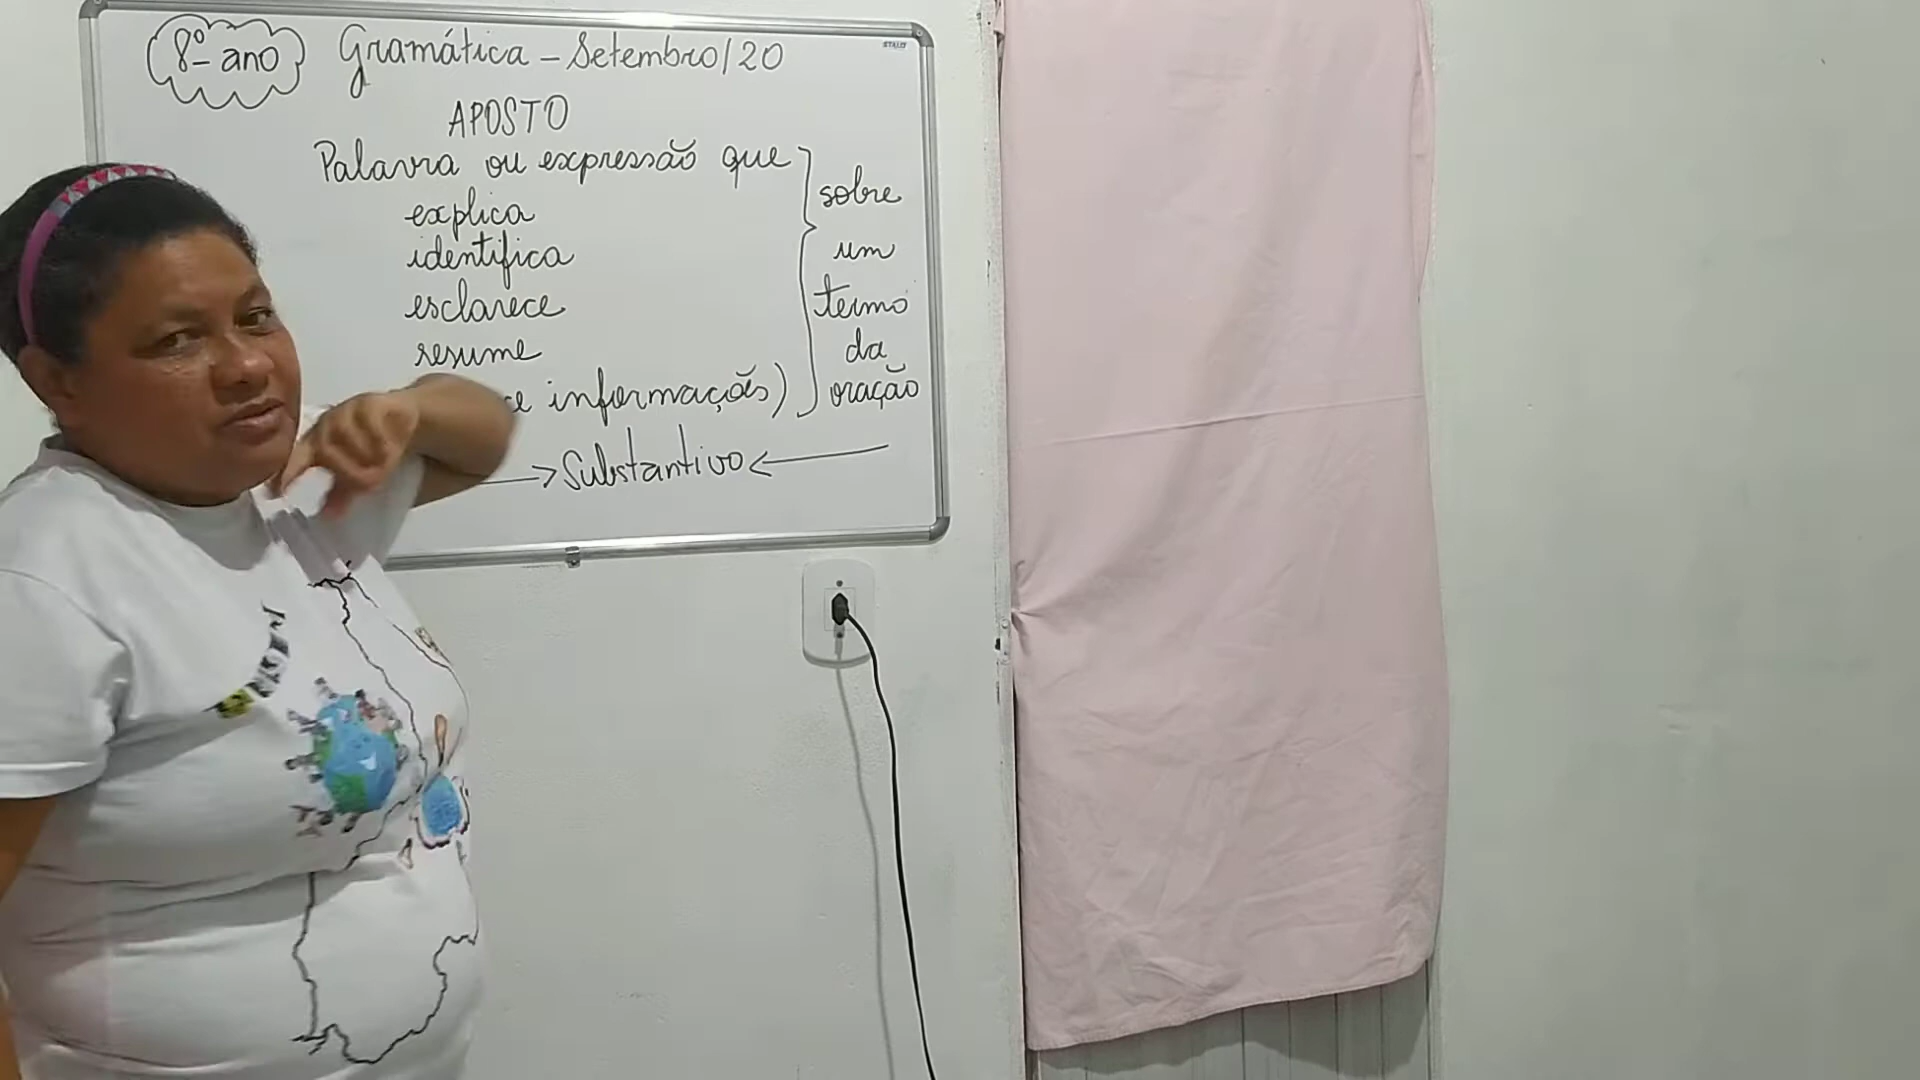 8º ano Gramática - Setembro/20
STALO
APOSTO
Palavra ou expressão que
explica
identifica
esclarece
resume
informações)
sobre
um
termo
da
oração
Substantivo